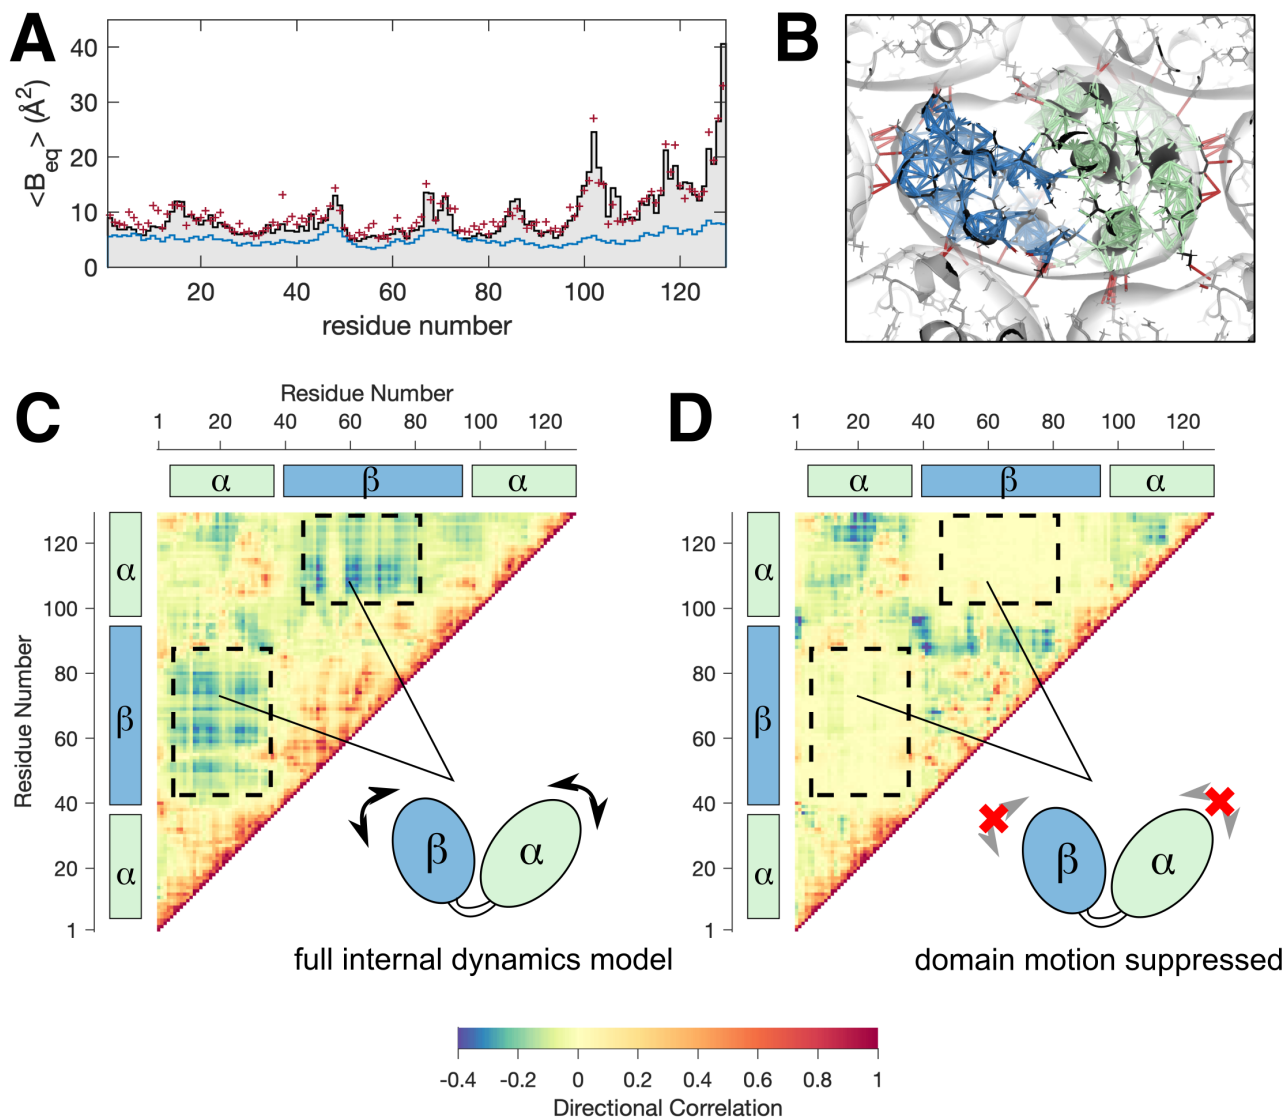 A
<B_eq> (Å²)
40
30
20
10
0
20 40 60 80 100 120
residue number
B
C
Residue Number
1 20 40 60 80 100 120
α β α
Residue Number
120
100
80
60
40
20
1
α
β
α
β α
full internal dynamics model
D
1 20 40 60 80 100 120
α β α
120
100
80
60
40
20
1
α
β
α
β α
domain motion suppressed
-0.4 -0.2 0 0.2 0.4 0.6 0.8 1
Directional Correlation